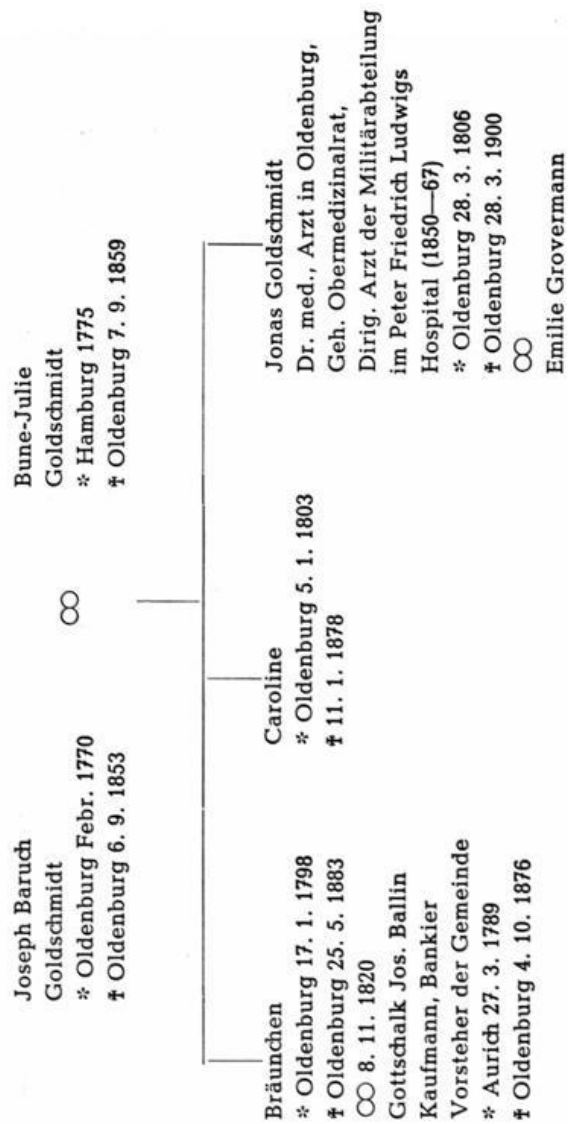 Joseph Baruch
Goldschmidt
* Oldenburg Febr. 1770
† Oldenburg 6. 9. 1853
∞
Bune-Julie
Goldschmidt
* Hamburg 1775
† Oldenburg 7. 9. 1859
Bräunchen
* Oldenburg 17. 1. 1798
† Oldenburg 25. 5. 1883
∞ 8. 11. 1820
Gottschalk Jos. Ballin
Kaufmann, Bankier
Vorsteher der Gemeinde
* Aurich 27. 3. 1789
† Oldenburg 4. 10. 1876
Caroline
* Oldenburg 5. 1. 1803
† 11. 1. 1878
Jonas Goldschmidt
Dr. med., Arzt in Oldenburg,
Geh. Obermedizinalrat,
Dirig. Arzt der Militärabteilung
im Peter Friedrich Ludwigs
Hospital (1850—67)
* Oldenburg 28. 3. 1806
† Oldenburg 28. 3. 1900
∞
Emilie Grovermann